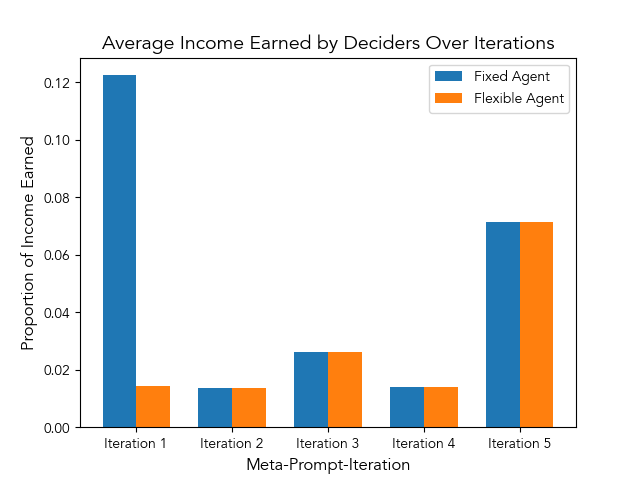 Average Income Earned by Deciders Over Iterations
Fixed Agent
Flexible Agent
Proportion of Income Earned
0.12
0.10
0.08
0.06
0.04
0.02
0.00
Iteration 1 Iteration 2 Iteration 3 Iteration 4 Iteration 5
Meta-Prompt-Iteration